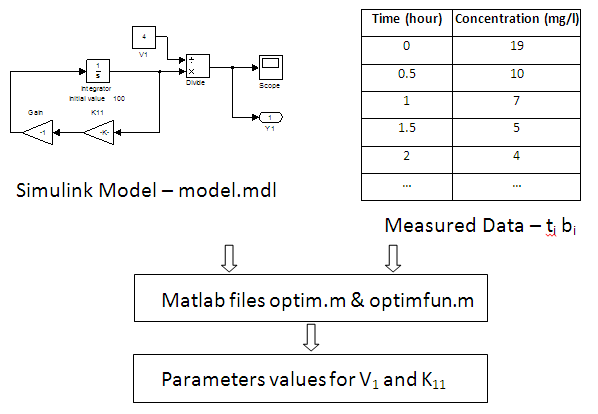 4
V1
÷
×
Divide
Scope
1
Y1
1
s
Integrator
Initial value 100
Gain
-1
K11
-K-
Simulink Model – model.mdl
Time (hour) Concentration (mg/l)
0 19
0.5 10
1 7
1.5 5
2 4
... ...
Measured Data – ti bi
Matlab files optim.m & optimfun.m
Parameters values for V1 and K11